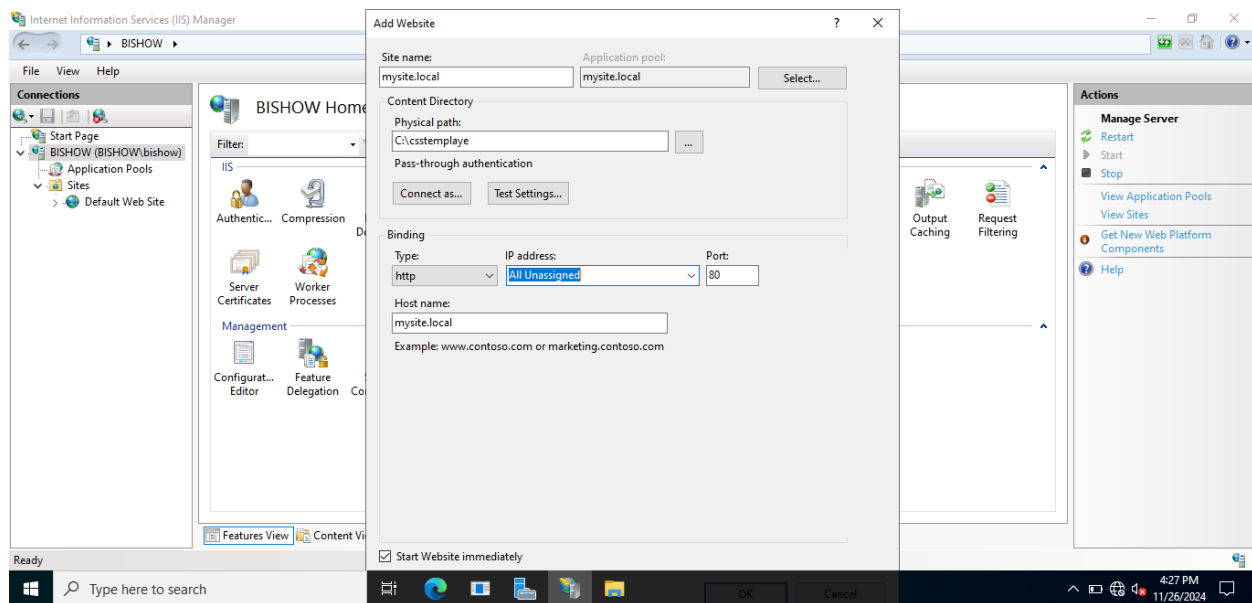 Internet Information Services (IIS) Manager
BISHOW
File View Help
Connections
Start Page
BISHOW (BISHOW\bishow)
Application Pools
Sites
Default Web Site
BISHOW Home
Filter:
IIS
Authentic... Compression
Server Certificates
Worker Processes
Management
Configurat... Editor
Feature Delegation
Output Caching
Request Filtering
Features View
Content Vi
Ready
Add Website
?
Site name:
mysite.local
Application pool:
mysite.local
Select...
Content Directory
Physical path:
C:\csstemplaye
...
Pass-through authentication
Connect as...
Test Settings...
Binding
Type:
http
IP address:
All Unassigned
Port:
80
Host name:
mysite.local
Example: www.contoso.com or marketing.contoso.com
Start Website immediately
OK
Cancel
Actions
Manage Server
Restart
Start
Stop
View Application Pools
View Sites
Get New Web Platform
Components
Help
Type here to search
4:27 PM
11/26/2024